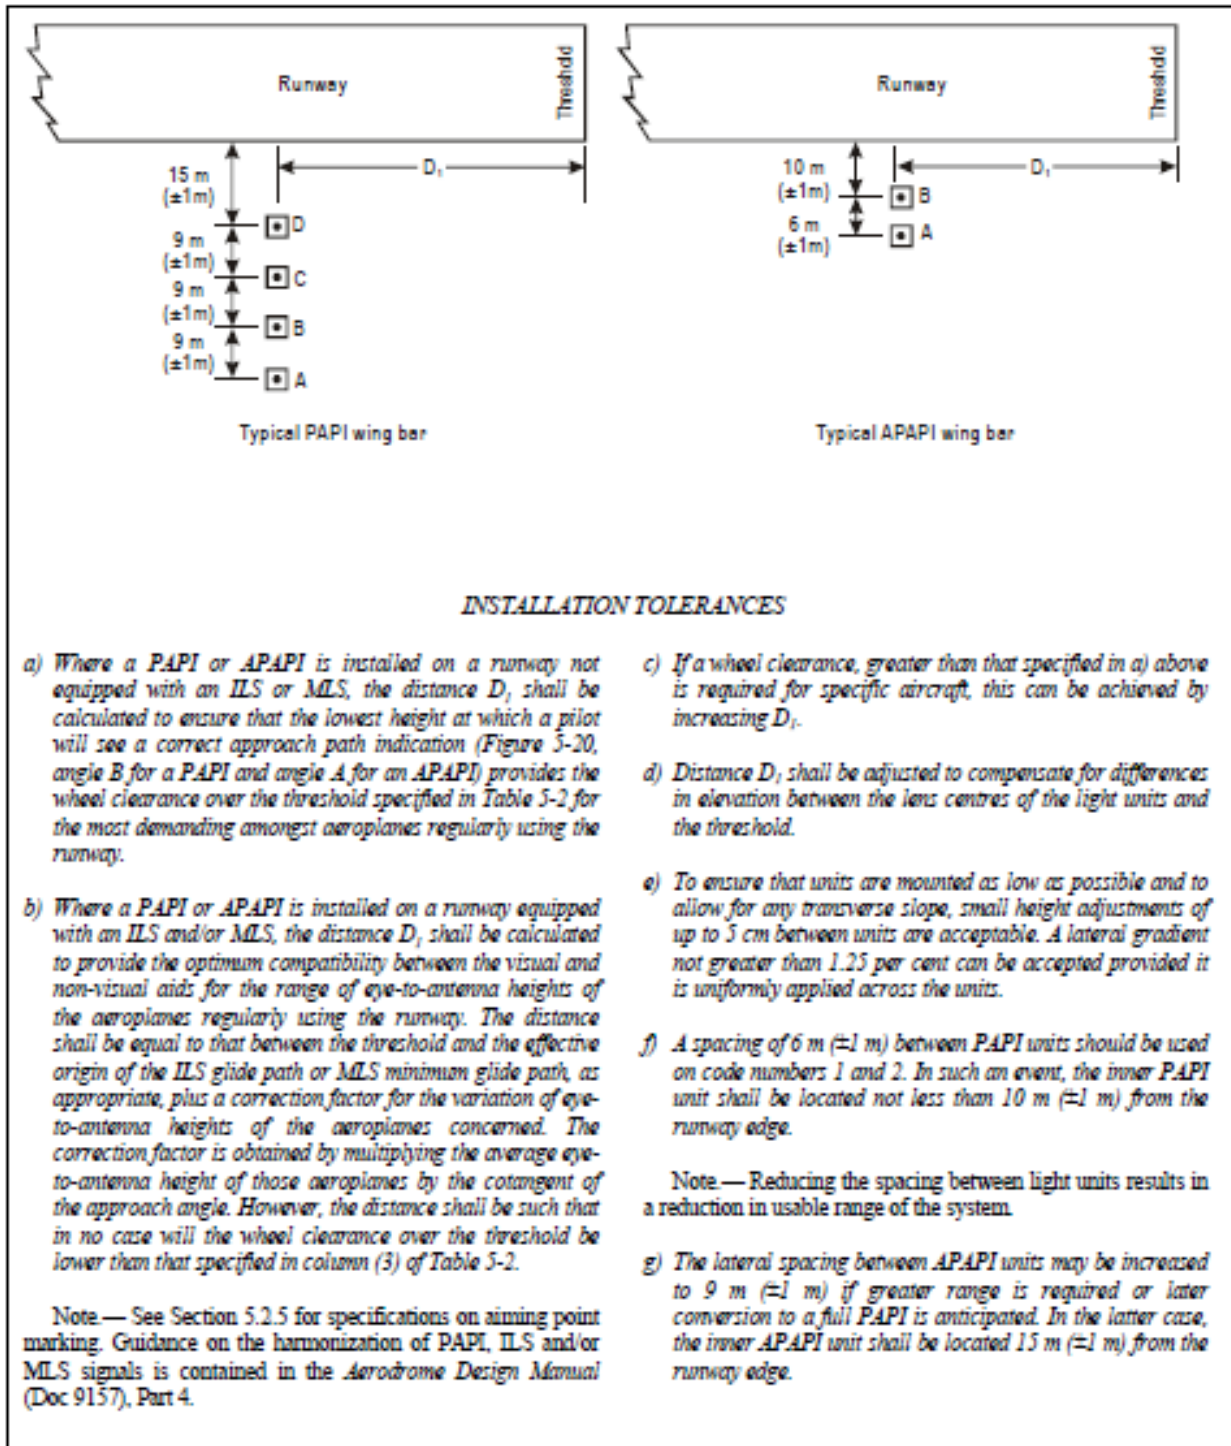 Runway
Threshold
D₁
15 m
(±1m)
D
9 m
(±1m)
C
9 m
(±1m)
B
9 m
(±1m)
A
Typical PAPI wing bar
Runway
Threshold
D₁
10 m
(±1m)
B
6 m
(±1m)
A
Typical APAPI wing bar
INSTALLATION TOLERANCES
a) Where a PAPI or APAPI is installed on a runway not
equipped with an ILS or MLS, the distance D₁ shall be
calculated to ensure that the lowest height at which a pilot
will see a correct approach path indication (Figure 5-20,
angle B for a PAPI and angle A for an APAPI) provides the
wheel clearance over the threshold specified in Table 5-2 for
the most demanding amongst aeroplanes regularly using the
runway.
b) Where a PAPI or APAPI is installed on a runway equipped
with an ILS and/or MLS, the distance D₁ shall be calculated
to provide the optimum compatibility between the visual and
non-visual aids for the range of eye-to-antenna heights of
the aeroplanes regularly using the runway. The distance
shall be equal to that between the threshold and the effective
origin of the ILS glide path or MLS minimum glide path, as
appropriate, plus a correction factor for the variation of eye-
to-antenna heights of the aeroplanes concerned. The
correction factor is obtained by multiplying the average eye-
to-antenna height of those aeroplanes by the cotangent of
the approach angle. However, the distance shall be such that
in no case will the wheel clearance over the threshold be
lower than that specified in column (3) of Table 5-2.
Note.— See Section 5.2.5 for specifications on aiming point
marking. Guidance on the harmonization of PAPI, ILS and/or
MLS signals is contained in the Aerodrome Design Manual
(Doc 9157), Part 4.
c) If a wheel clearance, greater than that specified in a) above
is required for specific aircraft, this can be achieved by
increasing D₁.
d) Distance D₁ shall be adjusted to compensate for differences
in elevation between the lens centres of the light units and
the threshold.
e) To ensure that units are mounted as low as possible and to
allow for any transverse slope, small height adjustments of
up to 5 cm between units are acceptable. A lateral gradient
not greater than 1.25 per cent can be accepted provided it
is uniformly applied across the units.
f) A spacing of 6 m (±1 m) between PAPI units should be used
on code numbers 1 and 2. In such an event, the inner PAPI
unit shall be located not less than 10 m (±1 m) from the
runway edge.
Note.— Reducing the spacing between light units results in
a reduction in usable range of the system.
g) The lateral spacing between APAPI units may be increased
to 9 m (±1 m) if greater range is required or later
conversion to a full PAPI is anticipated. In the latter case,
the inner APAPI unit shall be located 15 m (±1 m) from the
runway edge.